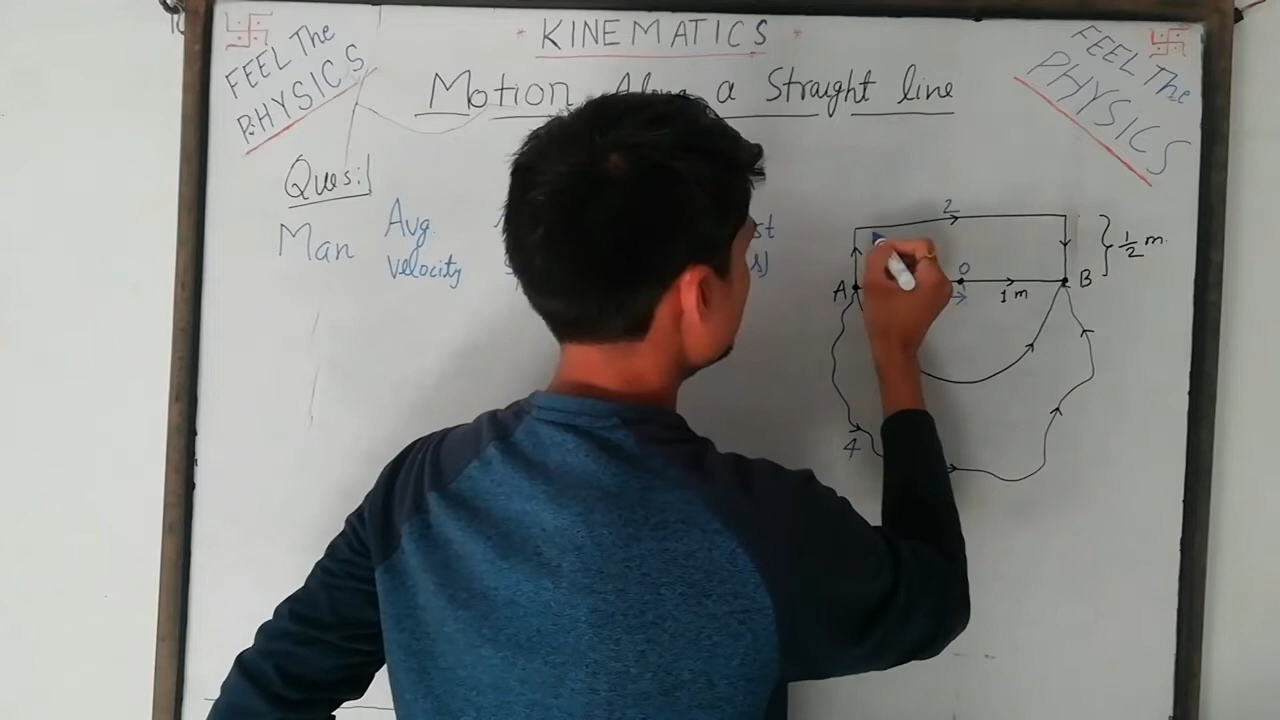 * KINEMATICS *
FEEL The
PHYSICS
Motion Along a Straight line
FEEL The
PHYSICS
Ques:
Man
Avg.
velocity
2
1/2 m
A
O
B
1 m
4